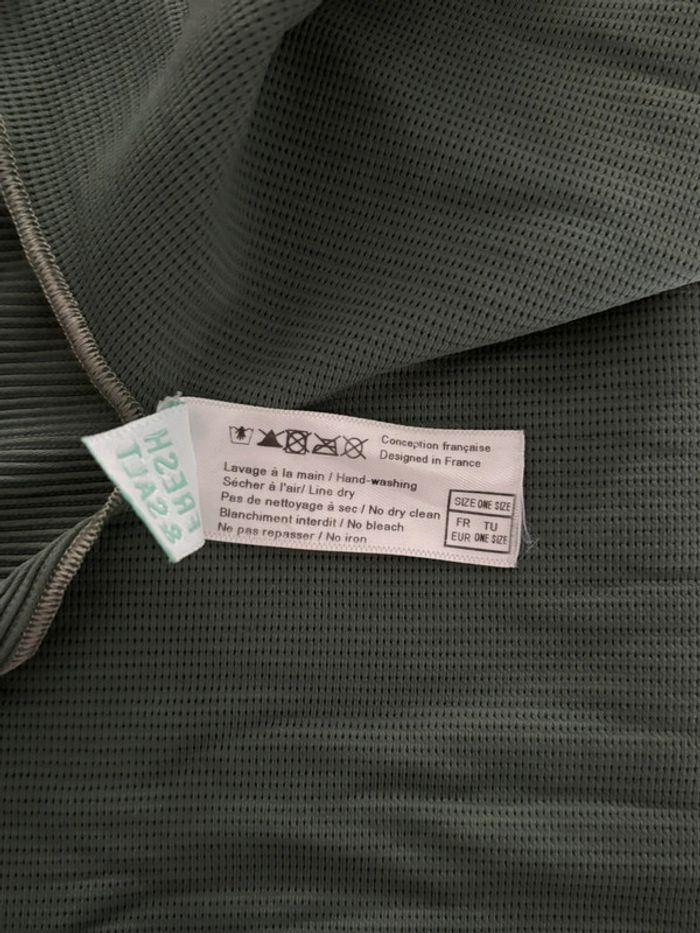 FRESH
& SALT
Conception française
Designed in France
Lavage à la main / Hand-washing
Sécher à l'air/ Line dry
Pas de nettoyage à sec / No dry clean
Blanchiment interdit / No bleach
Ne pas repasser / No iron
SIZE ONE SIZE
FR TU
EUR ONE SIZE